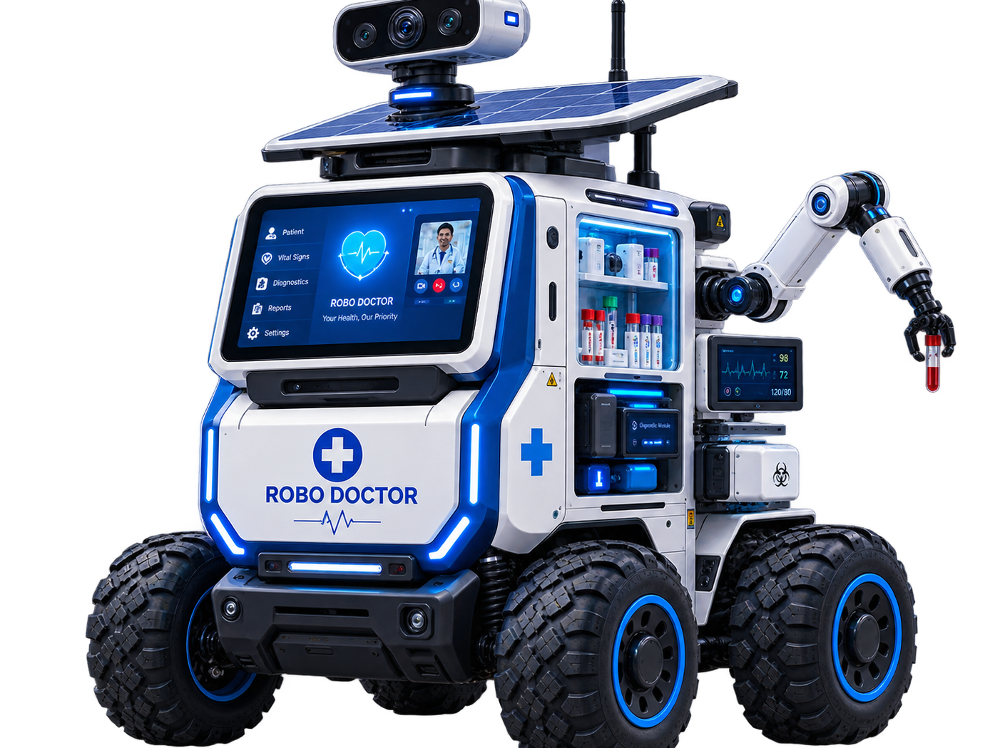 Patient
Vital Signs
Diagnostics
Reports
Settings
ROBO DOCTOR
Your Health, Our Priority
98
72
120/90
Diagnostic Module
ROBO DOCTOR